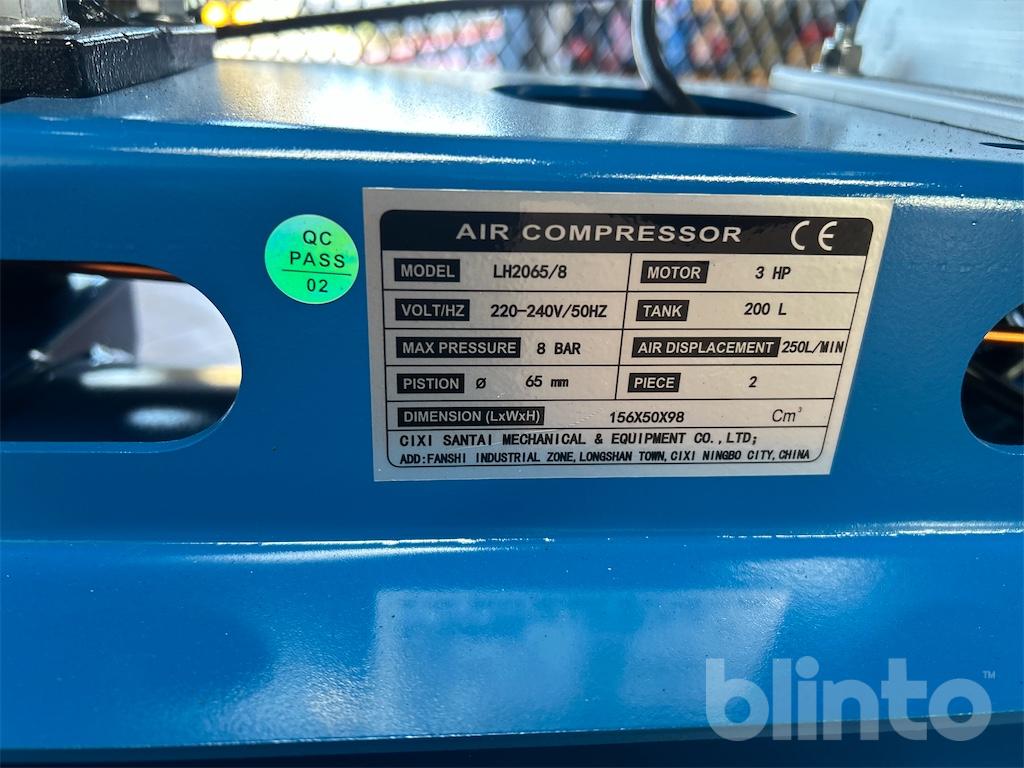 QC
PASS
02
AIR COMPRESSOR CE
MODEL LH2065/8 MOTOR 3 HP
VOLT/HZ 220-240V/50HZ TANK 200 L
MAX PRESSURE 8 BAR AIR DISPLACEMENT 250L/MIN
PISTION Ø 65 mm PIECE 2
DIMENSION (LxWxH) 156X50X98 Cm³
CIXI SANTAI MECHANICAL & EQUIPMENT CO.,LTD;
ADD:FANSHI INDUSTRIAL ZONE,LONGSHAN TOWN,CIXI NINGBO CITY,CHINA
blinto™